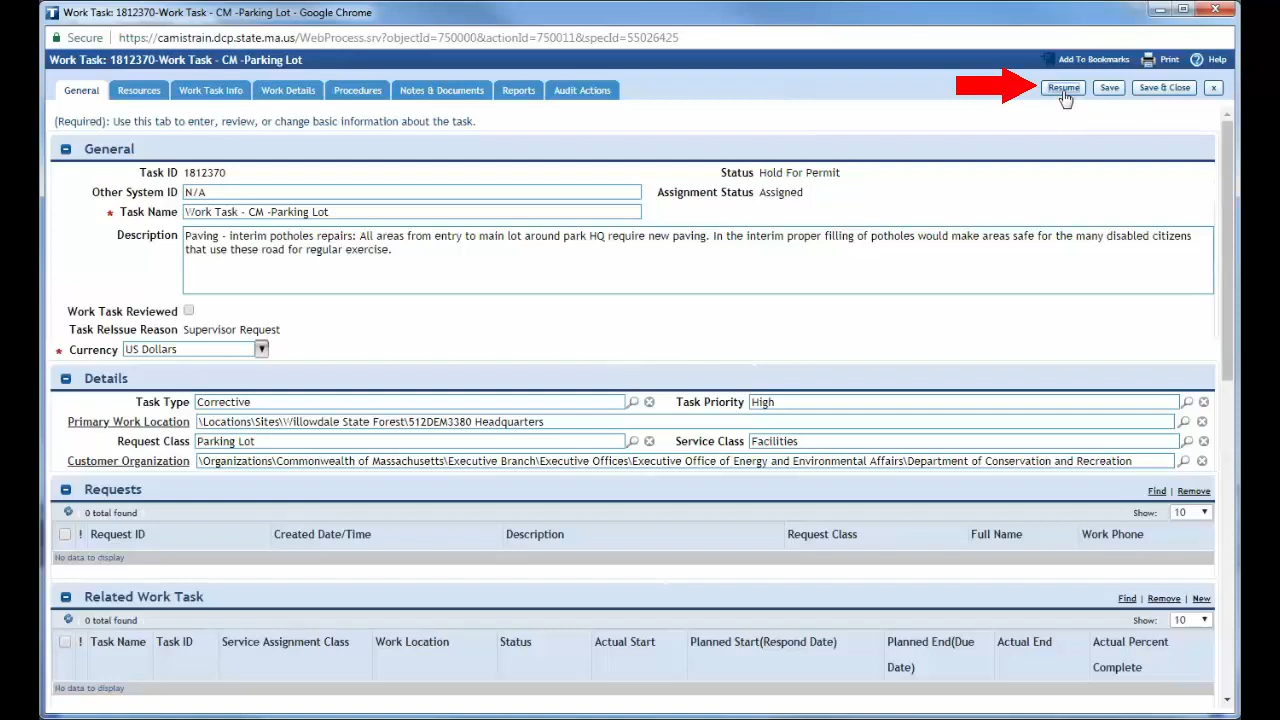 Work Task: 1812370-Work Task - CM -Parking Lot - Google Chrome
Secure https://camistrain.dcp.state.ma.us/WebProcess.srv?objectId=750000&actionId=750011&specId=55026425
Work Task: 1812370-Work Task - CM -Parking Lot Add To Bookmarks Print Help
General Resources Work Task Info Work Details Procedures Notes & Documents Reports Audit Actions Resume Save Save & Close x
(Required): Use this tab to enter, review, or change basic information about the task.
General
Task ID 1812370 Status Hold For Permit
Other System ID N/A Assignment Status Assigned
* Task Name Work Task - CM -Parking Lot
Description Paving - interim potholes repairs: All areas from entry to main lot around park HQ require new paving. In the interim proper filling of potholes would make areas safe for the many disabled citizens
that use these road for regular exercise.
Work Task Reviewed
Task ReIssue Reason Supervisor Request
* Currency US Dollars
Details
Task Type Corrective Task Priority High
Primary Work Location \Locations\Sites\Willowdale State Forest\512DEM3380 Headquarters
Request Class Parking Lot Service Class Facilities
Customer Organization \Organizations\Commonwealth of Massachusetts\Executive Branch\Executive Offices\Executive Office of Energy and Environmental Affairs\Department of Conservation and Recreation
Requests Find | Remove
0 total found Show: 10
! Request ID Created Date/Time Description Request Class Full Name Work Phone
No data to display
Related Work Task Find | Remove | New
0 total found Show: 10
! Task Name Task ID Service Assignment Class Work Location Status Actual Start Planned Start(Respond Date) Planned End(Due Actual End Actual Percent
Date) Complete
No data to display